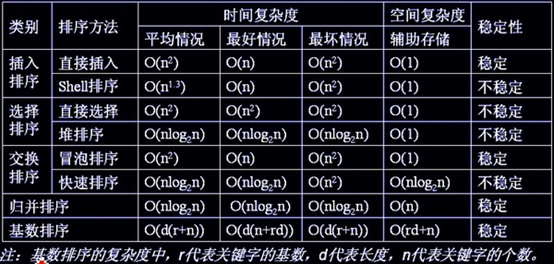 类别 排序方法 时间复杂度 空间复杂度 稳定性
平均情况 最好情况 最坏情况 辅助存储
插入排序 直接插入 O(n²) O(n) O(n²) O(1) 稳定
Shell排序 O(n¹·³) O(n) O(n²) O(1) 不稳定
选择排序 直接选择 O(n²) O(n²) O(n²) O(1) 不稳定
堆排序 O(nlog₂n) O(nlog₂n) O(nlog₂n) O(1) 不稳定
交换排序 冒泡排序 O(n²) O(n) O(n²) O(1) 稳定
快速排序 O(nlog₂n) O(nlog₂n) O(n²) O(nlog₂n) 不稳定
归并排序 O(nlog₂n) O(nlog₂n) O(nlog₂n) O(n) 稳定
基数排序 O(d(r+n)) O(d(n+rd)) O(d(r+n)) O(rd+n) 稳定
注：基数排序的复杂度中，r代表关键字的基数，d代表长度，n代表关键字的个数。